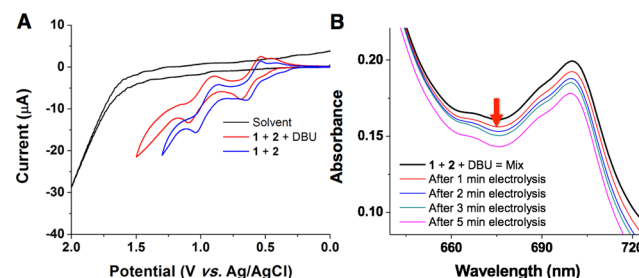 A
Current (μA)
10
0
-10
-20
-30
-40
Solvent
1 + 2 + DBU
1 + 2
2.0
1.5
1.0
0.5
0.0
Potential (V vs. Ag/AgCl)
B
Absorbance
0.20
0.15
0.10
1 + 2 + DBU = Mix
After 1 min electrolysis
After 2 min electrolysis
After 3 min electrolysis
After 5 min electrolysis
660
690
720
Wavelength (nm)